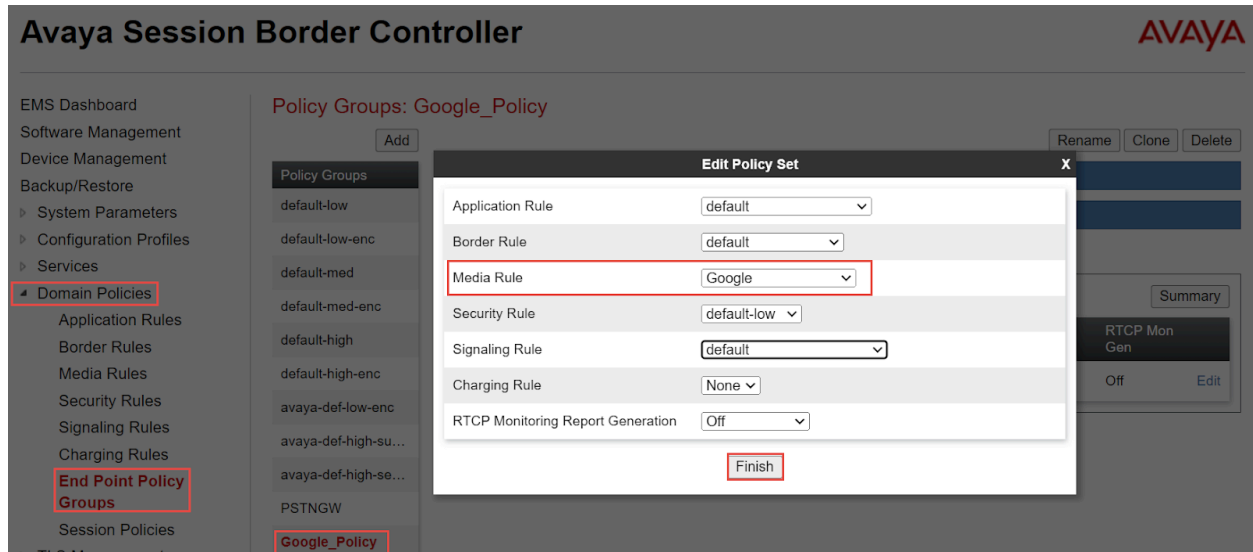 Avaya Session Border Controller
AVAYA
EMS Dashboard
Software Management
Device Management
Backup/Restore
System Parameters
Configuration Profiles
Services
Domain Policies
Application Rules
Border Rules
Media Rules
Security Rules
Signaling Rules
Charging Rules
End Point Policy
Groups
Session Policies
Policy Groups: Google_Policy
Add
Rename Clone Delete
Policy Groups
default-low
default-low-enc
default-med
default-med-enc
default-high
default-high-enc
avaya-def-low-enc
avaya-def-high-su...
avaya-def-high-se...
PSTNGW
Google_Policy
Edit Policy Set X
Application Rule default
Border Rule default
Media Rule Google
Security Rule default-low
Signaling Rule default
Charging Rule None
RTCP Monitoring Report Generation Off
Finish
Summary
RTCP Mon
Gen
Off Edit